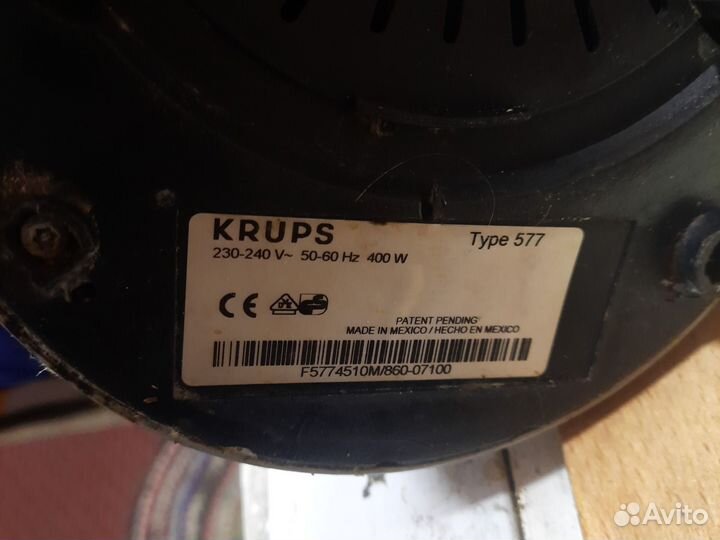 KRUPS
Type 577
230-240 V~ 50-60 Hz 400 W
CE
PATENT PENDING
MADE IN MEXICO / HECHO EN MEXICO
F5774510M/860-07100
Avito